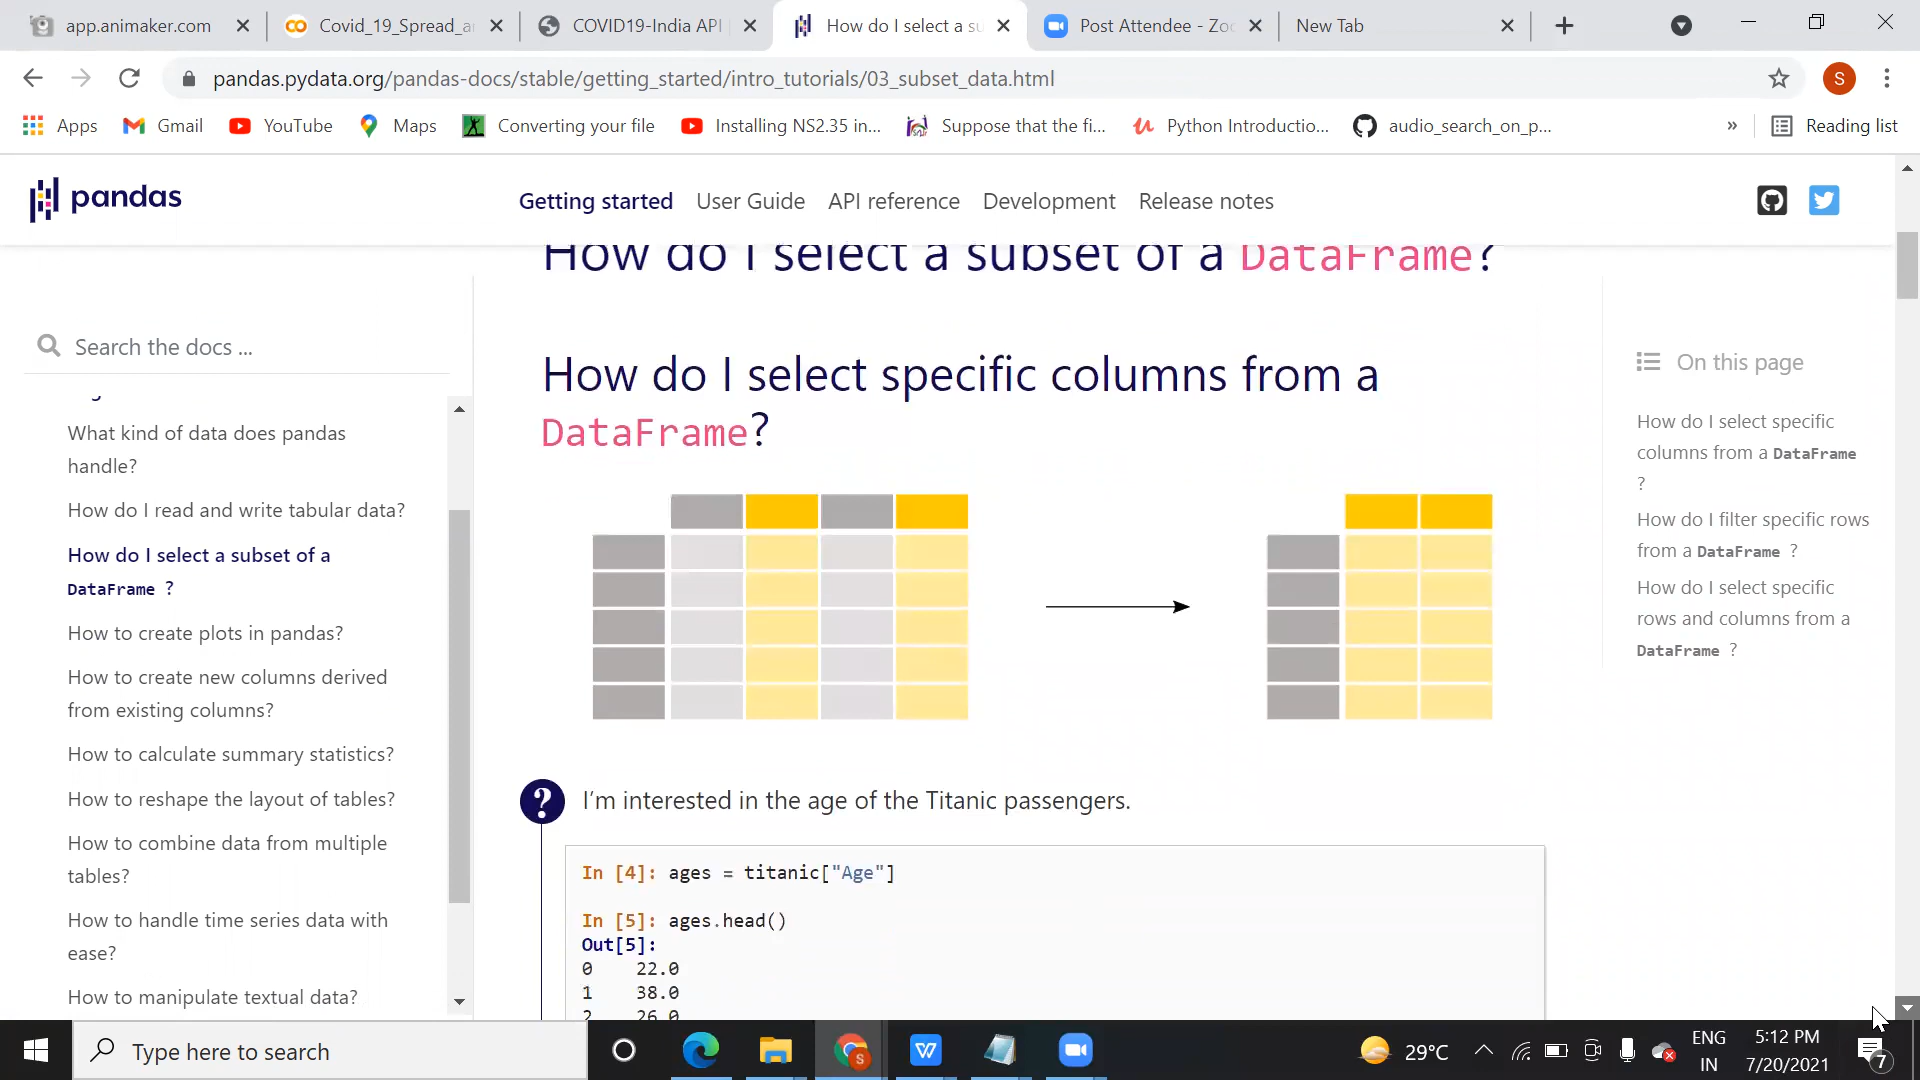 app.animaker.com
Covid_19_Spread_a
COVID19-India API
How do I select a su
Post Attendee - Zoo
New Tab
pandas.pydata.org/pandas-docs/stable/getting_started/intro_tutorials/03_subset_data.html
S
Apps
Gmail
YouTube
Maps
Converting your file
Installing NS2.35 in...
Suppose that the fi...
Python Introductio...
audio_search_on_p...
»
Reading list
pandas
Getting started
User Guide
API reference
Development
Release notes
How do I select a subset of a DataFrame?
Search the docs ...
What kind of data does pandas
handle?
How do I read and write tabular data?
How do I select a subset of a
DataFrame ?
How to create plots in pandas?
How to create new columns derived
from existing columns?
How to calculate summary statistics?
How to reshape the layout of tables?
How to combine data from multiple
tables?
How to handle time series data with
ease?
How to manipulate textual data?
How do I select specific columns from a
DataFrame?
? I'm interested in the age of the Titanic passengers.
In [4]: ages = titanic["Age"]
In [5]: ages.head()
Out[5]:
0 22.0
1 38.0
2 26.0
On this page
How do I select specific
columns from a DataFrame
?
How do I filter specific rows
from a DataFrame ?
How do I select specific
rows and columns from a
DataFrame ?
Type here to search
S
W
29°C
ENG
IN
5:12 PM
7/20/2021
7